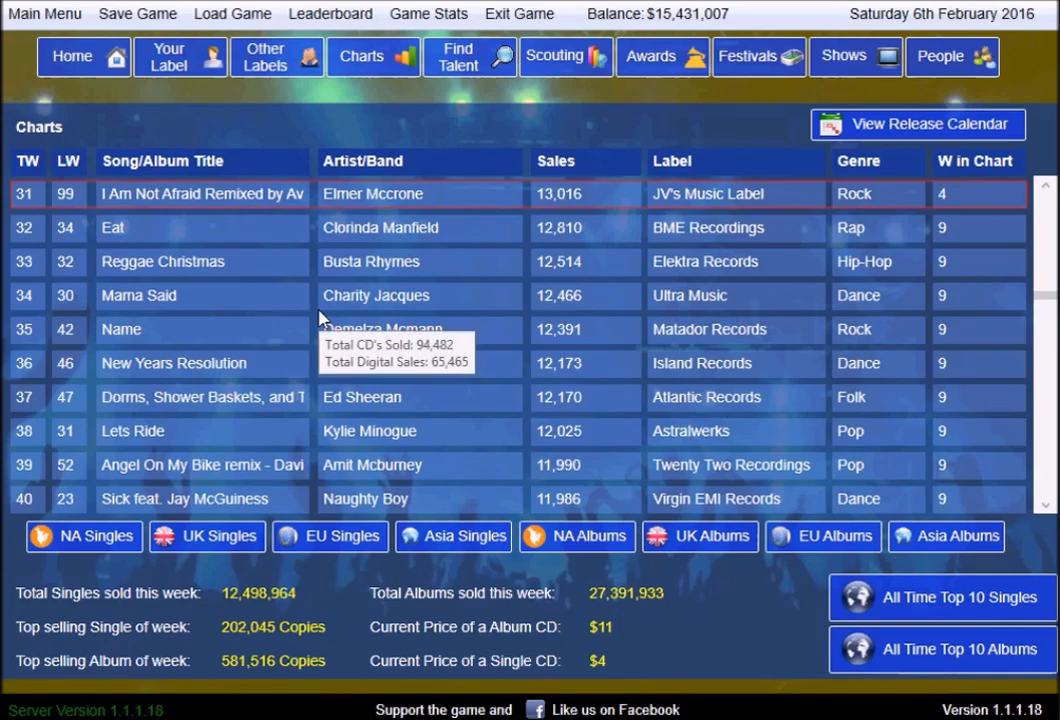 Main Menu Save Game Load Game Leaderboard Game Stats Exit Game Balance: $15,431,007 Saturday 6th February 2016
Home Your Label Other Labels Charts Find Talent Scouting Awards Festivals Shows People
Charts View Release Calendar
TW LW Song/Album Title Artist/Band Sales Label Genre W in Chart
31 99 I Am Not Afraid Remixed by Av Elmer Mccrone 13,016 JV's Music Label Rock 4
32 34 Eat Clorinda Manfield 12,810 BME Recordings Rap 9
33 32 Reggae Christmas Busta Rhymes 12,514 Elektra Records Hip-Hop 9
34 30 Mama Said Charity Jacques 12,466 Ultra Music Dance 9
35 42 Name Demelza Mcmann 12,391 Matador Records Rock 9
Total CD's Sold: 94,482
Total Digital Sales: 65,465
36 46 New Years Resolution 12,173 Island Records Dance 9
37 47 Dorms, Shower Baskets, and T Ed Sheeran 12,170 Atlantic Records Folk 9
38 31 Lets Ride Kylie Minogue 12,025 Astralwerks Pop 9
39 52 Angel On My Bike remix - Davi Amit Mcburney 11,990 Twenty Two Recordings Pop 9
40 23 Sick feat. Jay McGuiness Naughty Boy 11,986 Virgin EMI Records Dance 9
NA Singles UK Singles EU Singles Asia Singles NA Albums UK Albums EU Albums Asia Albums
Total Singles sold this week: 12,498,964 Total Albums sold this week: 27,391,933 All Time Top 10 Singles
Top selling Single of week: 202,045 Copies Current Price of a Album CD: $11
Top selling Album of week: 581,516 Copies Current Price of a Single CD: $4 All Time Top 10 Albums
Server Version 1.1.1.18 Support the game and f Like us on Facebook Version 1.1.1.18